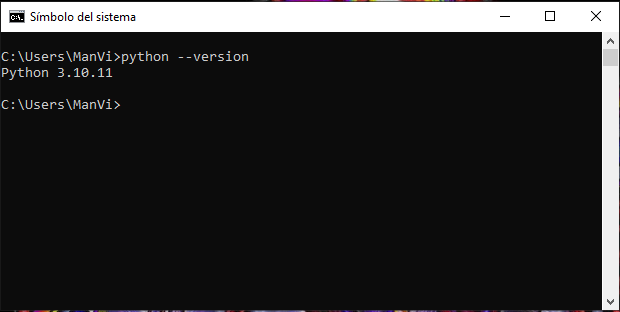 Símbolo del sistema
C:\Users\ManVi>python --version
Python 3.10.11
C:\Users\ManVi>